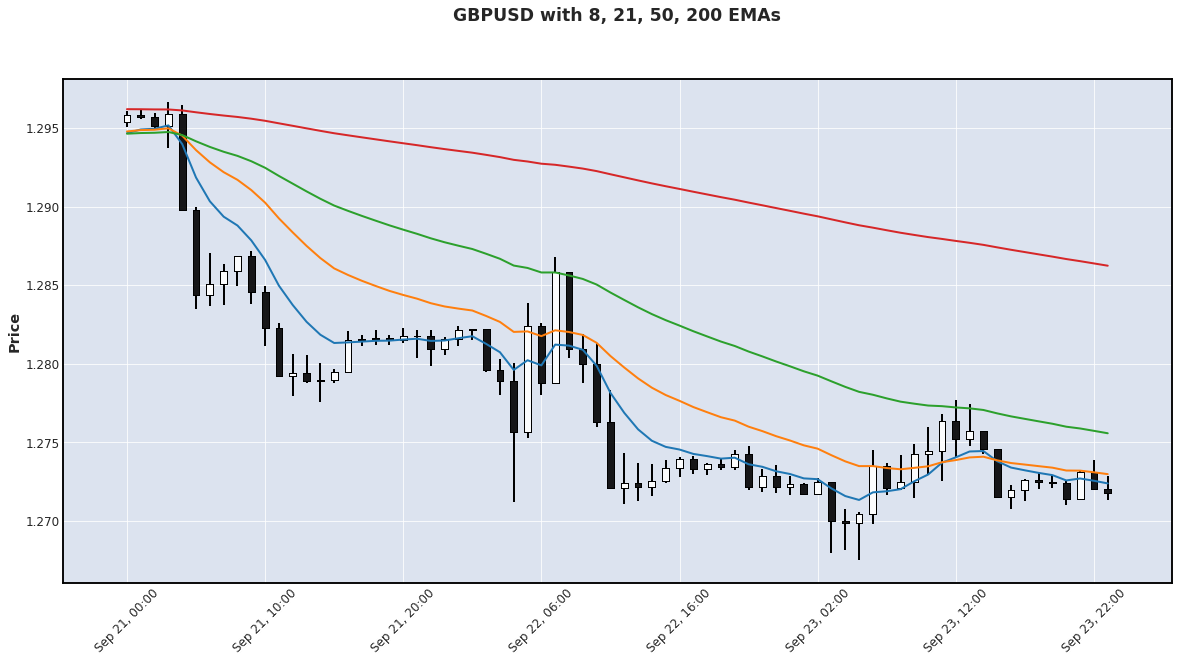 GBPUSD with 8, 21, 50, 200 EMAs
Price
1.295
1.290
1.285
1.280
1.275
1.270
Sep 21, 00:00
Sep 21, 10:00
Sep 21, 20:00
Sep 22, 06:00
Sep 22, 16:00
Sep 23, 02:00
Sep 23, 12:00
Sep 23, 22:00